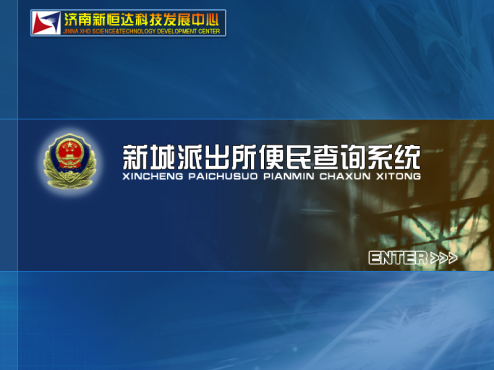 济南新恒达科技发展中心
JINNA XHD SCIENCE&TECHNOLOGY DEVELOPMENT CENTER
新城派出所便民查询系统
XINCHENG PAICHUSUO PIANMIN CHAXUN XITONG
ENTER>>>